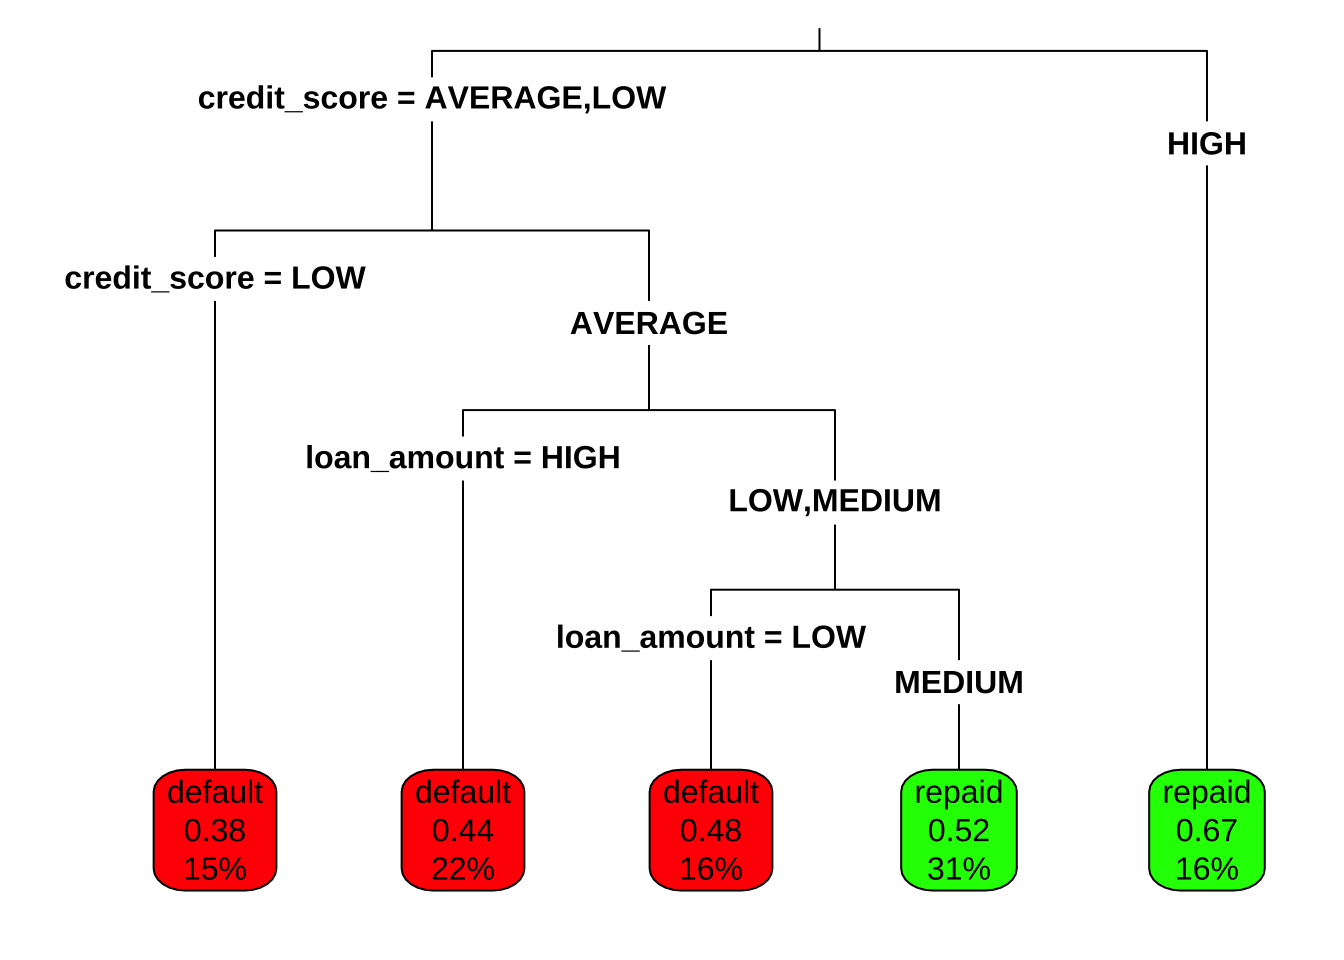 credit_score = AVERAGE,LOW
HIGH
credit_score = LOW
AVERAGE
loan_amount = HIGH
LOW,MEDIUM
loan_amount = LOW
MEDIUM
default
0.38
15%
default
0.44
22%
default
0.48
16%
repaid
0.52
31%
repaid
0.67
16%